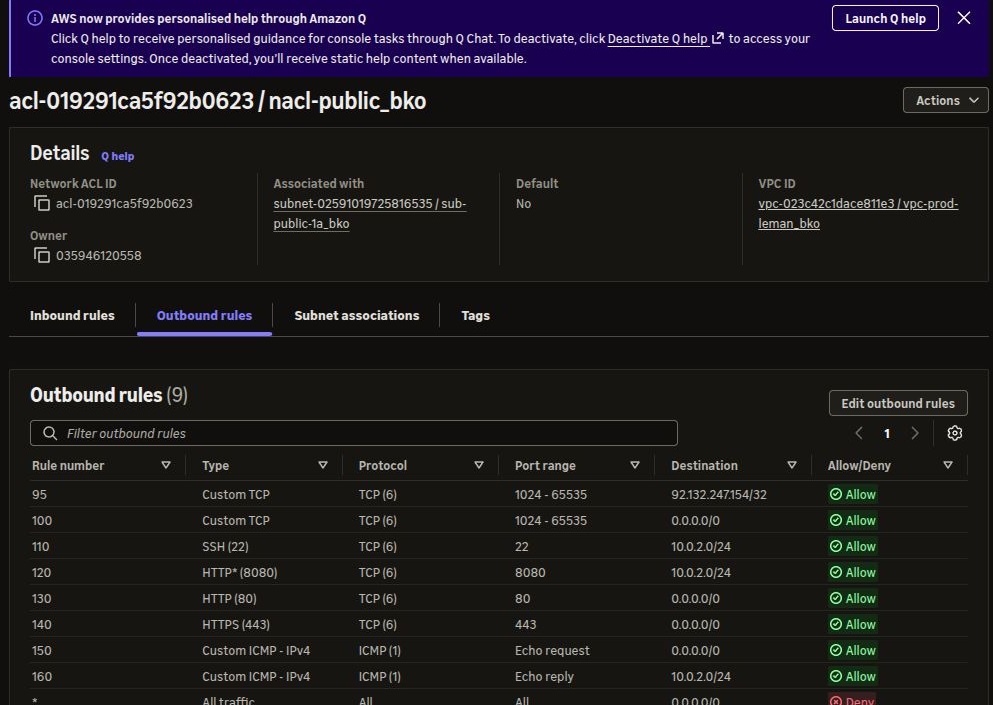 AWS now provides personalised help through Amazon Q
Click Q help to receive personalised guidance for console tasks through Q Chat. To deactivate, click Deactivate Q help to access your
console settings. Once deactivated, you'll receive static help content when available.
Launch Q help
acl-019291ca5f92b0623 / nacl-public_bko
Actions
Details Q help
Network ACL ID
acl-019291ca5f92b0623
Owner
035946120558
Associated with
subnet-02591019725816535 / sub-
public-1a_bko
Default
No
VPC ID
vpc-023c42c1dace811e3 / vpc-prod-
leman_bko
Inbound rules Outbound rules Subnet associations Tags
Outbound rules (9)
Edit outbound rules
Filter outbound rules
1
Rule number Type Protocol Port range Destination Allow/Deny
95 Custom TCP TCP (6) 1024 - 65535 92.132.247.154/32 Allow
100 Custom TCP TCP (6) 1024 - 65535 0.0.0.0/0 Allow
110 SSH (22) TCP (6) 22 10.0.2.0/24 Allow
120 HTTP* (8080) TCP (6) 8080 10.0.2.0/24 Allow
130 HTTP (80) TCP (6) 80 0.0.0.0/0 Allow
140 HTTPS (443) TCP (6) 443 0.0.0.0/0 Allow
150 Custom ICMP - IPv4 ICMP (1) Echo request 0.0.0.0/0 Allow
160 Custom ICMP - IPv4 ICMP (1) Echo reply 10.0.2.0/24 Allow
* All traffic All All 0.0.0.0/0 Deny